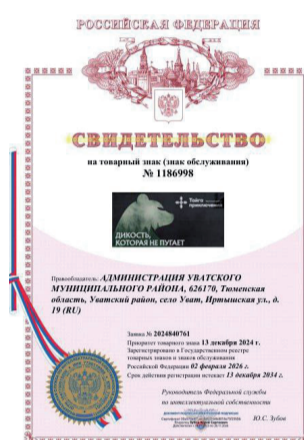 РОССИЙСКАЯ ФЕДЕРАЦИЯ
СВИДЕТЕЛЬСТВО
на товарный знак (знак обслуживания)
№ 1186998
Тайга
приключений
ДИКОСТЬ,
КОТОРАЯ НЕ ПУГАЕТ
Правообладатель: АДМИНИСТРАЦИЯ УВАТСКОГО
МУНИЦИПАЛЬНОГО РАЙОНА, 626170, Тюменская
область, Уватский район, село Уват, Иртышская ул., д.
19 (RU)
Заявка № 2024840761
Приоритет товарного знака 13 декабря 2024 г.
Зарегистрировано в Государственном реестре
товарных знаков и знаков обслуживания
Российской Федерации 02 февраля 2026 г.
Срок действия регистрации истекает 13 декабря 2034 г.
Руководитель Федеральной службы
по интеллектуальной собственности
Ю.С. Зубов